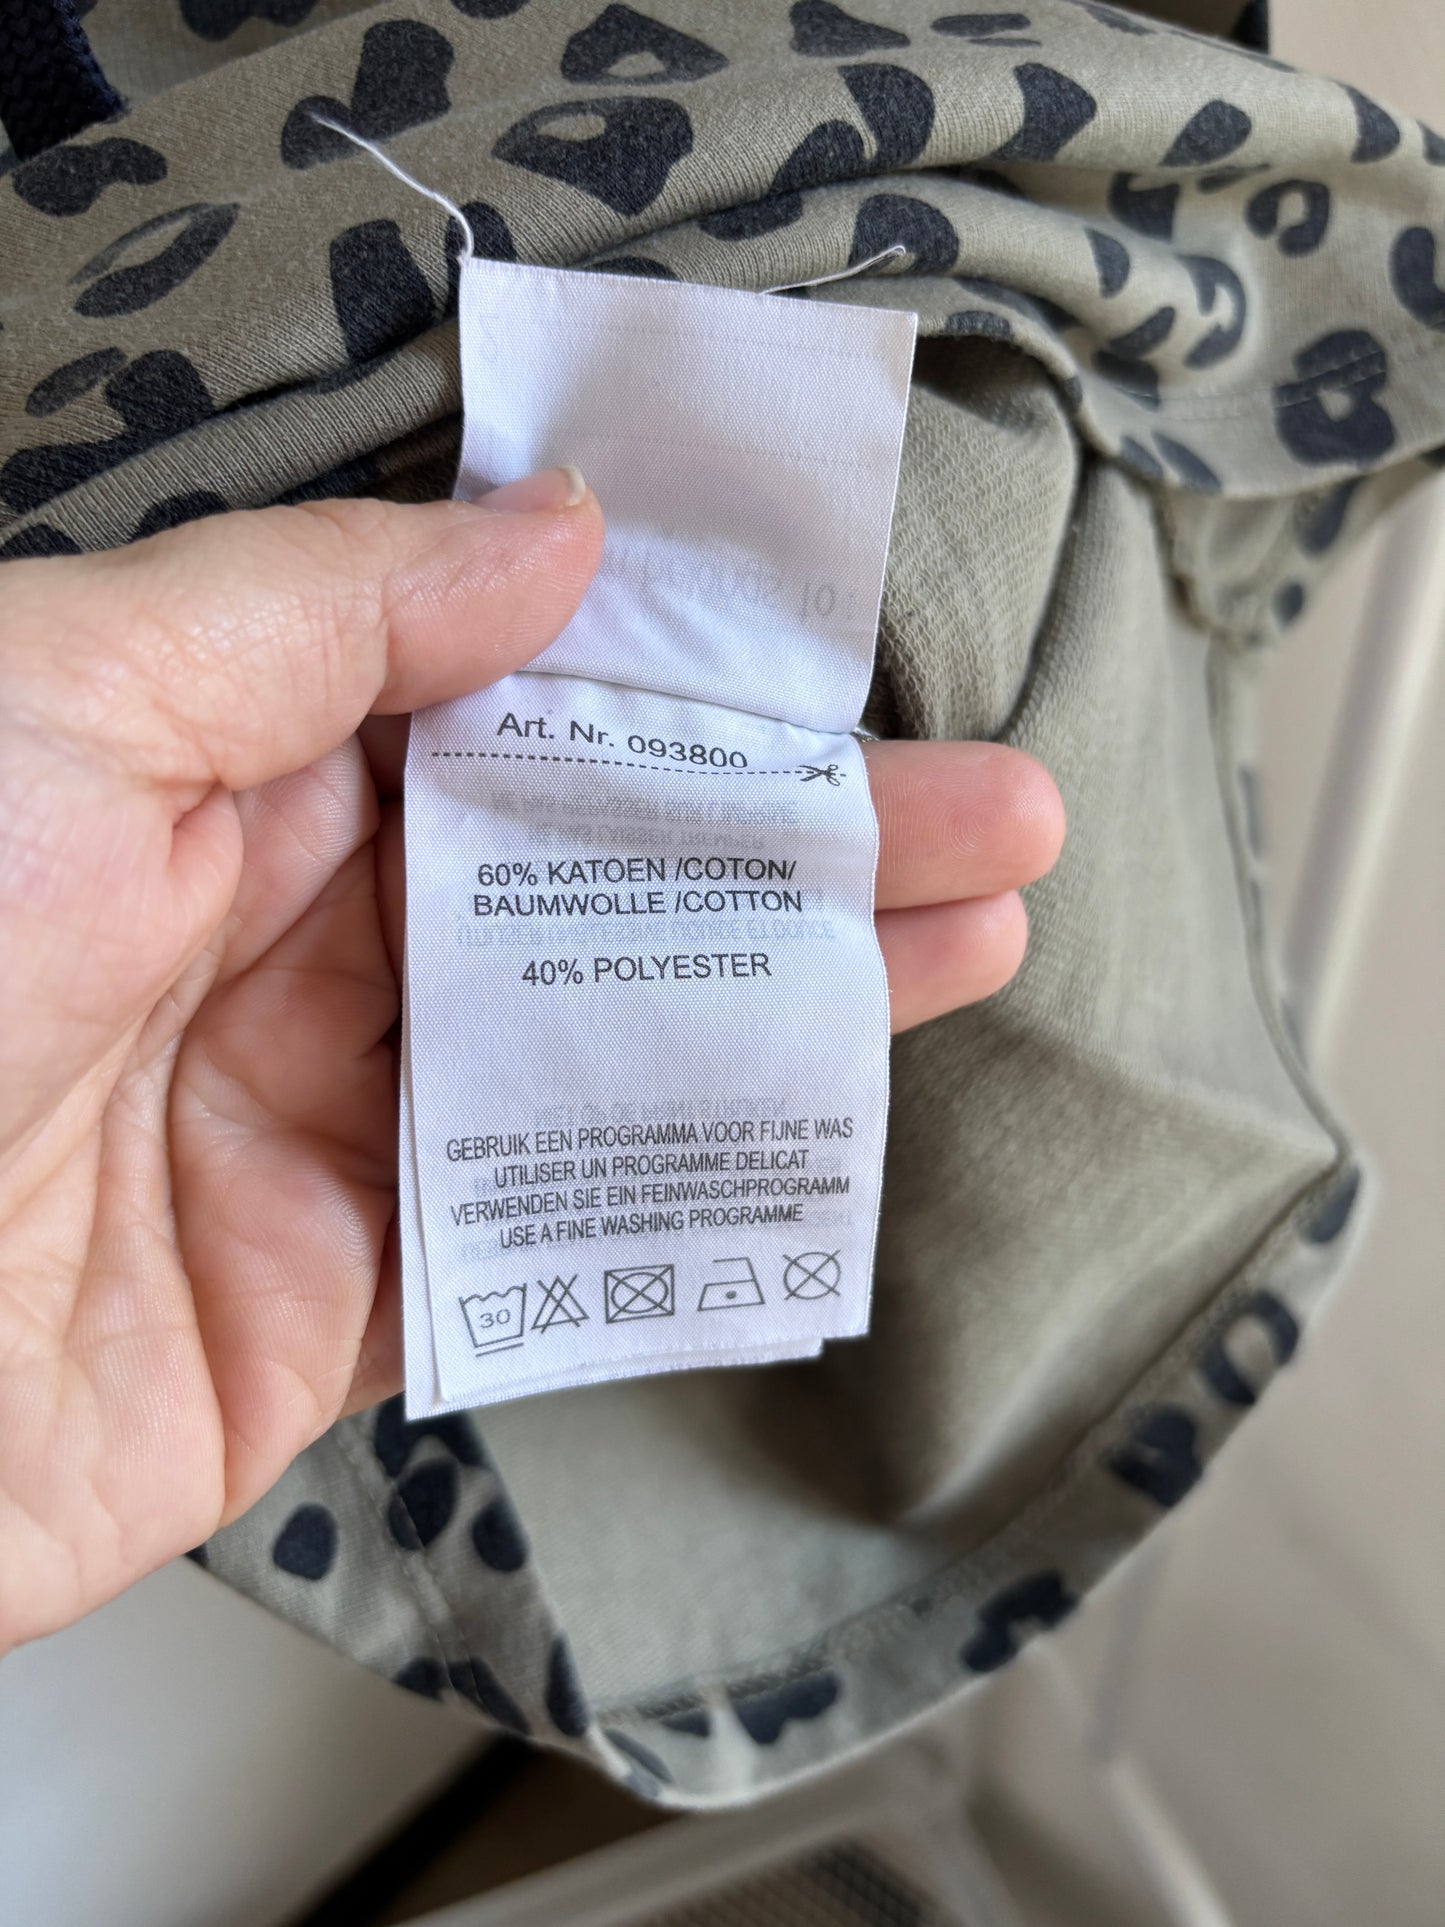 Art. Nr. 093800
60% KATOEN /COTON/
BAUMWOLLE /COTTON
40% POLYESTER
GEBRUIK EEN PROGRAMMA VOOR FIJNE WAS
UTILISER UN PROGRAMME DELICAT
VERWENDEN SIE EIN FEINWASCHPROGRAMM
USE A FINE WASHING PROGRAMME
30